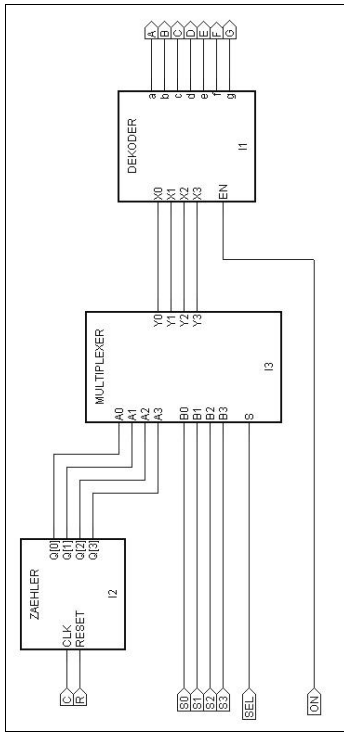 ZAEHLER
C
CLK
R
RESET
Q[0]
Q[1]
Q[2]
Q[3]
I2
MULTIPLEXER
A0
A1
A2
A3
S0
B0
S1
B1
S2
B2
S3
B3
SEL
S
Y0
Y1
Y2
Y3
I3
ON
DEKODER
X0
X1
X2
X3
EN
I1
a
A
b
B
c
C
d
D
e
E
f
F
g
G